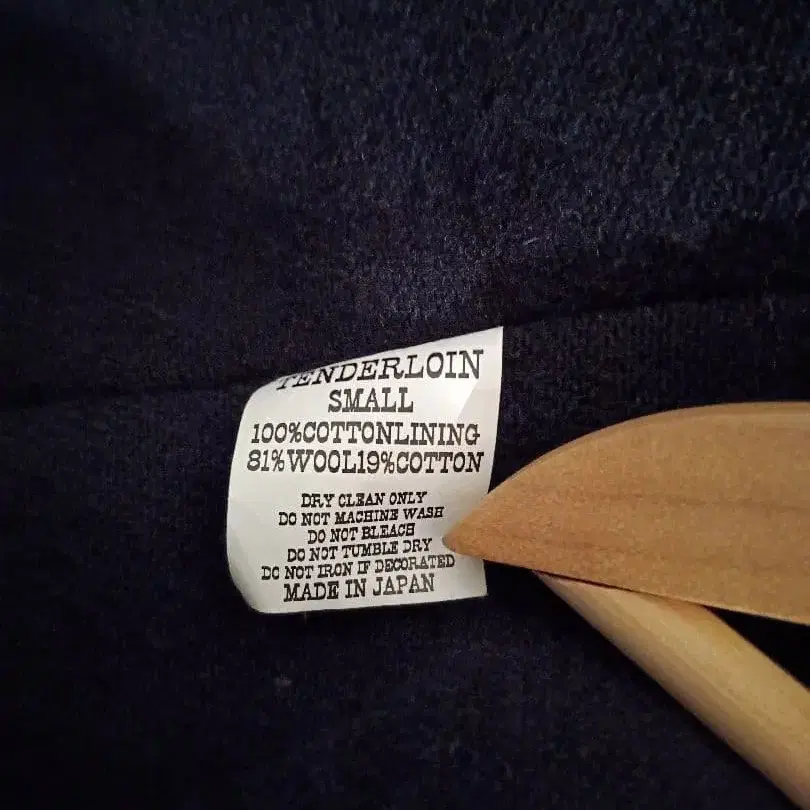 TENDERLOIN
SMALL
100%COTTONLINING
81%WOOL19%COTTON
DRY CLEAN ONLY
DO NOT MACHINE WASH
DO NOT BLEACH
DO NOT TUMBLE DRY
DO NOT IRON IF DECORATED
MADE IN JAPAN